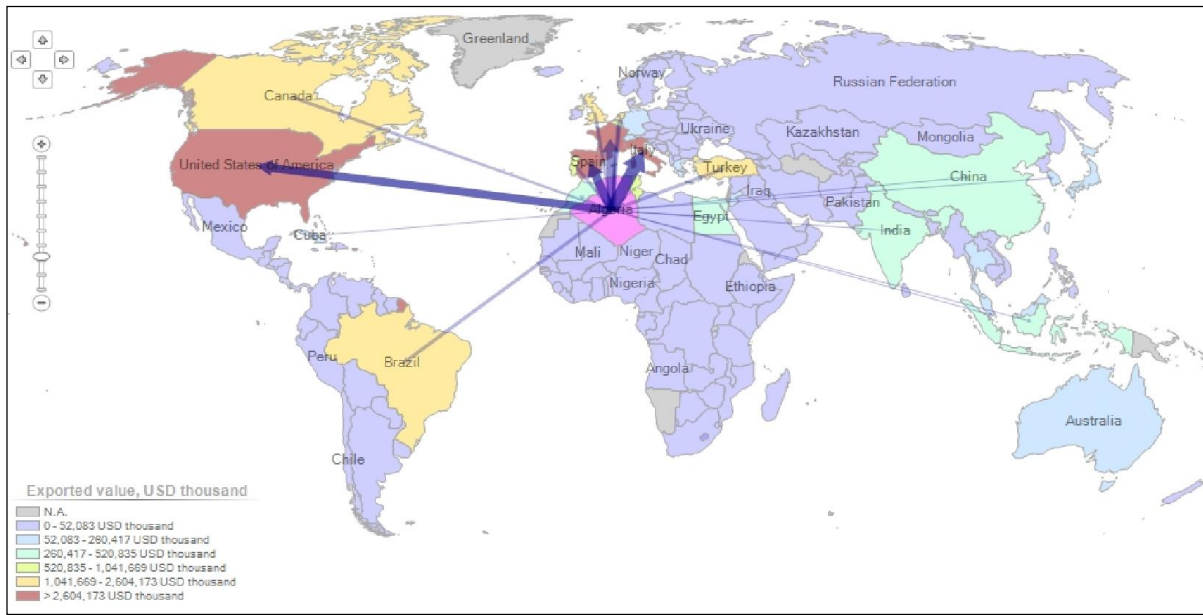 Greenland
Norway
Russian Federation
Canada
Ukraine
Kazakhstan
Mongolia
United States of America
Spain
Italy
Turkey
China
Iraq
Pakistan
Mexico
Cuba
Algeria
Egypt
India
Mali
Niger
Chad
Nigeria
Ethiopia
Peru
Brazil
Angola
Australia
Chile
Exported value, USD thousand
N.A.
0 - 52,083 USD thousand
52,083 - 260,417 USD thousand
260,417 - 520,835 USD thousand
520,835 - 1,041,669 USD thousand
1,041,669 - 2,604,173 USD thousand
> 2,604,173 USD thousand